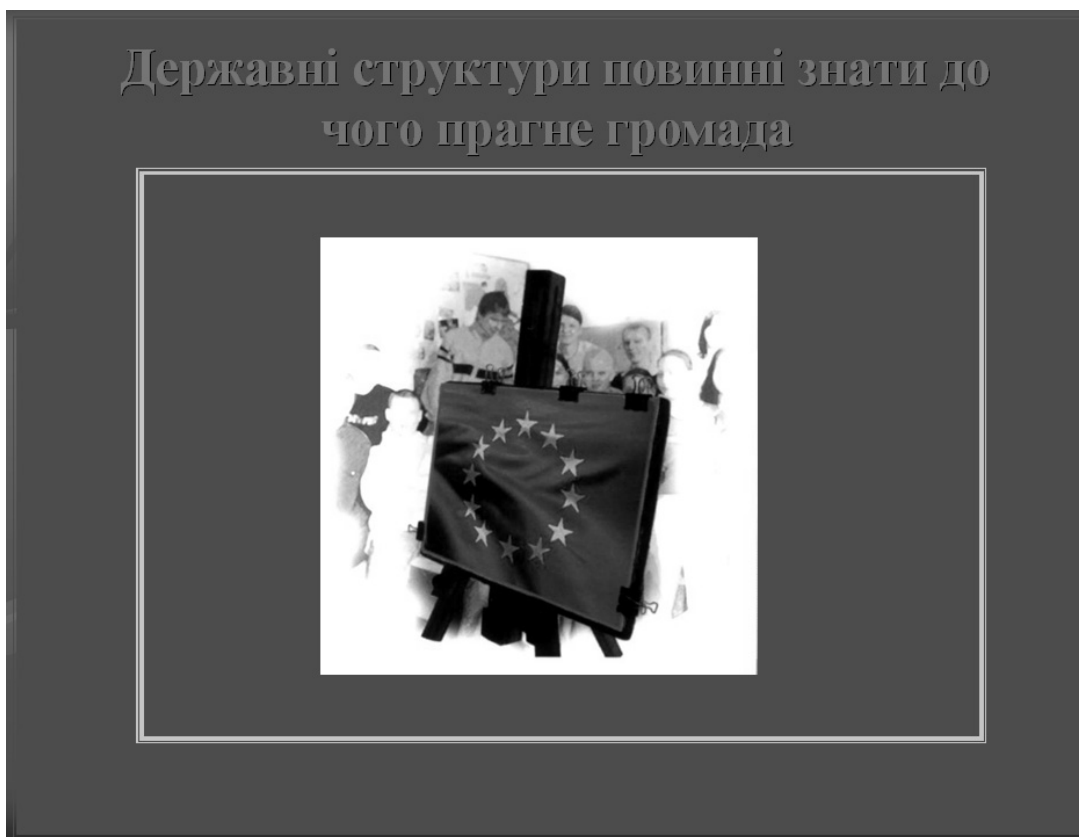 Державні структури повинні знати до
чого прагне громада